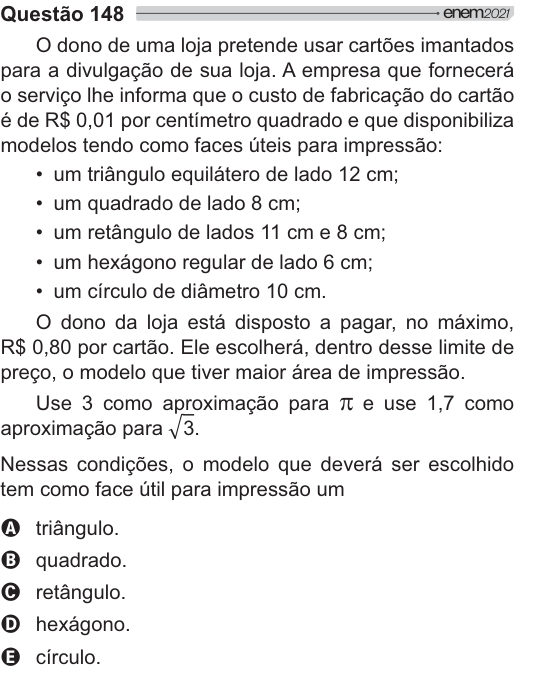 Questão 148 enem2021
O dono de uma loja pretende usar cartões imantados
para a divulgação de sua loja. A empresa que fornecerá
o serviço lhe informa que o custo de fabricação do cartão
é de R$ 0,01 por centímetro quadrado e que disponibiliza
modelos tendo como faces úteis para impressão:
• um triângulo equilátero de lado 12 cm;
• um quadrado de lado 8 cm;
• um retângulo de lados 11 cm e 8 cm;
• um hexágono regular de lado 6 cm;
• um círculo de diâmetro 10 cm.
O dono da loja está disposto a pagar, no máximo,
R$ 0,80 por cartão. Ele escolherá, dentro desse limite de
preço, o modelo que tiver maior área de impressão.
Use 3 como aproximação para π e use 1,7 como
aproximação para √3.
Nessas condições, o modelo que deverá ser escolhido
tem como face útil para impressão um
A triângulo.
B quadrado.
C retângulo.
D hexágono.
E círculo.